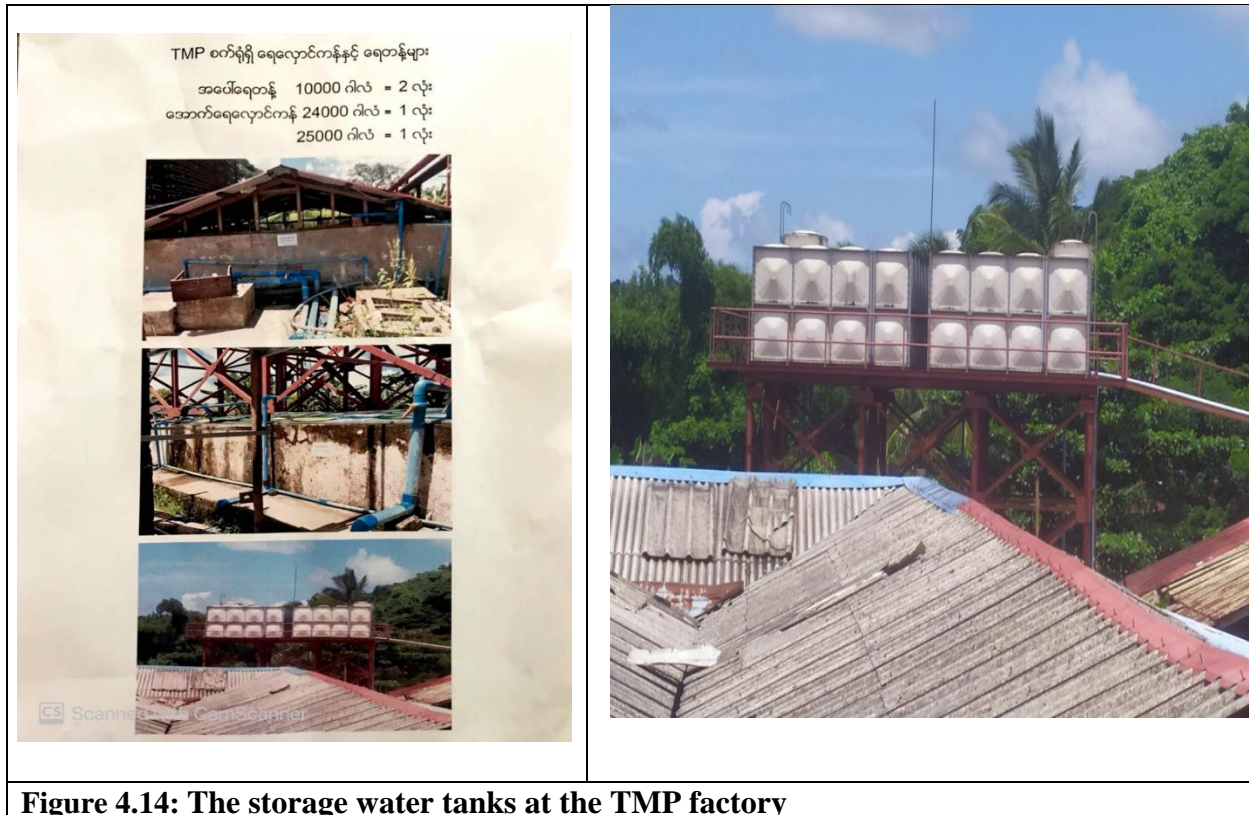 TMP စက်ရုံရှိ ရေလှောင်ကန်နှင့် ရေတန့်များ
အပေါ်ရေတန့် 10000 ဂါလံ = 2 လုံး
အောက်ရေလှောင်ကန် 24000 ဂါလံ = 1 လုံး
25000 ဂါလံ = 1 လုံး
CS Scanned with CamScanner
Figure 4.14: The storage water tanks at the TMP factory